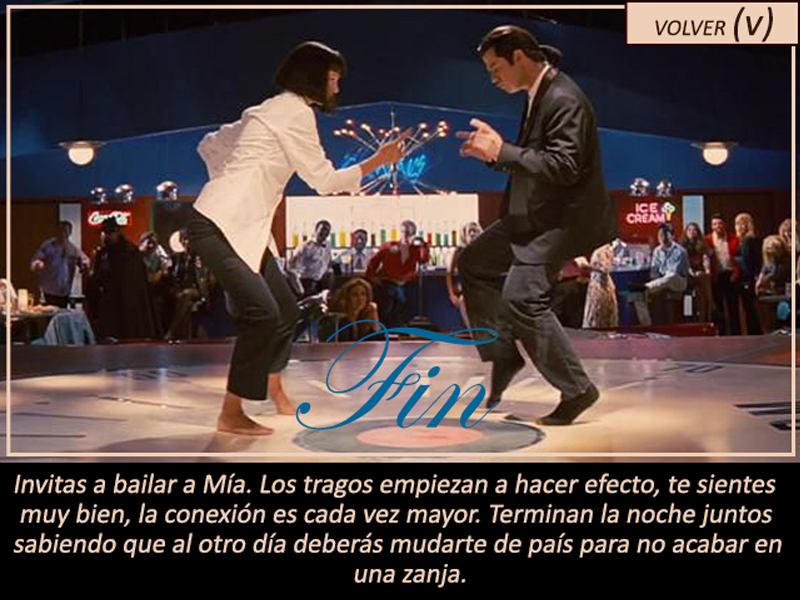 VOLVER (V)
ICE
CREAM
Fin
Invitas a bailar a Mía. Los tragos empiezan a hacer efecto, te sientes
muy bien, la conexión es cada vez mayor. Terminan la noche juntos
sabiendo que al otro día deberás mudarte de país para no acabar en
una zanja.